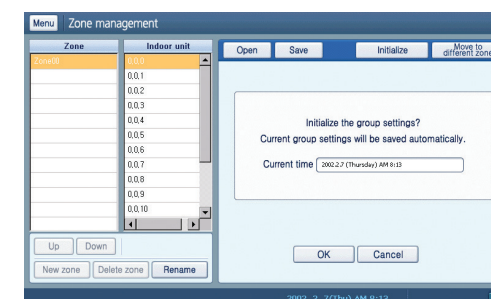 Menu Zone management
Zone Indoor unit
Open Save Initialize Move to different zone
Zone00 0,0,0
0,0,1
0,0,2
0,0,3
0,0,4
0,0,5
0,0,6
0,0,7
0,0,8
0,0,9
0,0,10
Initialize the group settings?
Current group settings will be saved automatically.
Current time 2002.2.7 (Thursday) AM 8:13
OK Cancel
Up Down
New zone Delete zone Rename
2002. 2. 7(Thu) AM 8:13